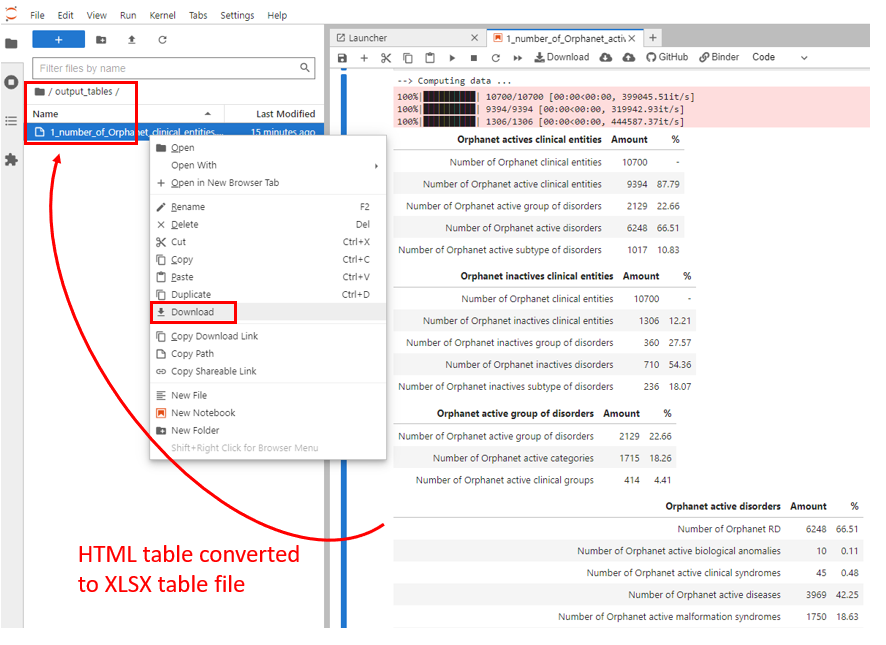 File Edit View Run Kernel Tabs Settings Help
+
Filter files by name
/ output_tables /
Name Last Modified
1_number_of_Orphanet_clinical_entities... 15 minutes ago
Open
Open With
Open in New Browser Tab
Rename F2
Delete Del
Cut Ctrl+X
Copy Ctrl+C
Paste Ctrl+V
Duplicate Ctrl+D
Download
Copy Download Link
Copy Path
Copy Shareable Link
New File
New Notebook
New Folder
Shift+Right Click for Browser Menu
HTML table converted
to XLSX table file
Launcher 1_number_of_Orphanet_activ
Download GitHub Binder Code
--> Computing data ...
100%| | 10700/10700 [00:00<00:00, 399045.51it/s]
100%| | 9394/9394 [00:00<00:00, 319942.93it/s]
100%| | 1306/1306 [00:00<00:00, 444587.37it/s]
Orphanet actives clinical entities Amount %
Number of Orphanet clinical entities 10700 -
Number of Orphanet active clinical entities 9394 87.79
Number of Orphanet active group of disorders 2129 22.66
Number of Orphanet active disorders 6248 66.51
Number of Orphanet active subtype of disorders 1017 10.83
Orphanet inactives clinical entities Amount %
Number of Orphanet clinical entities 10700 -
Number of Orphanet inactives clinical entities 1306 12.21
Number of Orphanet inactives group of disorders 360 27.57
Number of Orphanet inactives disorders 710 54.36
Number of Orphanet inactives subtype of disorders 236 18.07
Orphanet active group of disorders Amount %
Number of Orphanet active group of disorders 2129 22.66
Number of Orphanet active categories 1715 18.26
Number of Orphanet active clinical groups 414 4.41
Orphanet active disorders Amount %
Number of Orphanet RD 6248 66.51
Number of Orphanet active biological anomalies 10 0.11
Number of Orphanet active clinical syndromes 45 0.48
Number of Orphanet active diseases 3969 42.25
Number of Orphanet active malformation syndromes 1750 18.63